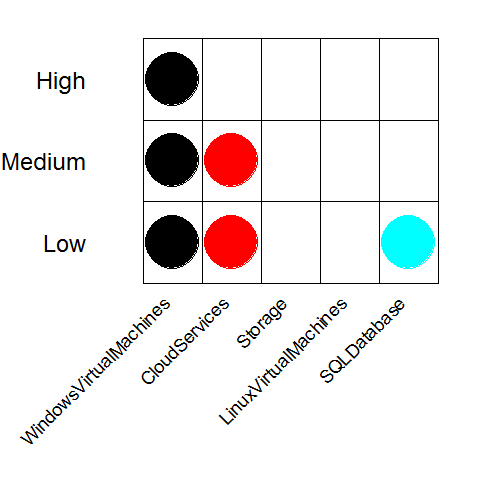 High
Medium
Low
WindowsVirtualMachines
CloudServices
Storage
LinuxVirtualMachines
SQLDatabase